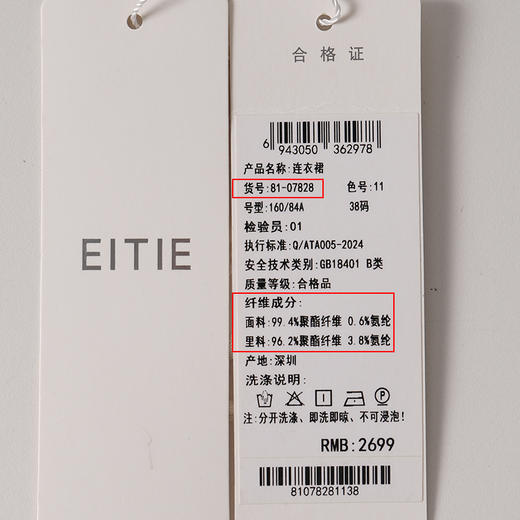 EITIE
合格证
6 943050 362978
产品名称:连衣裙
货号:81-07828 色号:11
号型:160/84A 38码
检验员:01
执行标准:Q/ATA005-2024
安全技术类别:GB18401 B类
质量等级:合格品
纤维成分:
面料:99.4%聚酯纤维 0.6%氨纶
里料:96.2%聚酯纤维 3.8%氨纶
产地:深圳
洗涤说明:
注:分开洗涤、即洗即晾、不可浸泡!
RMB:2699
81078281138